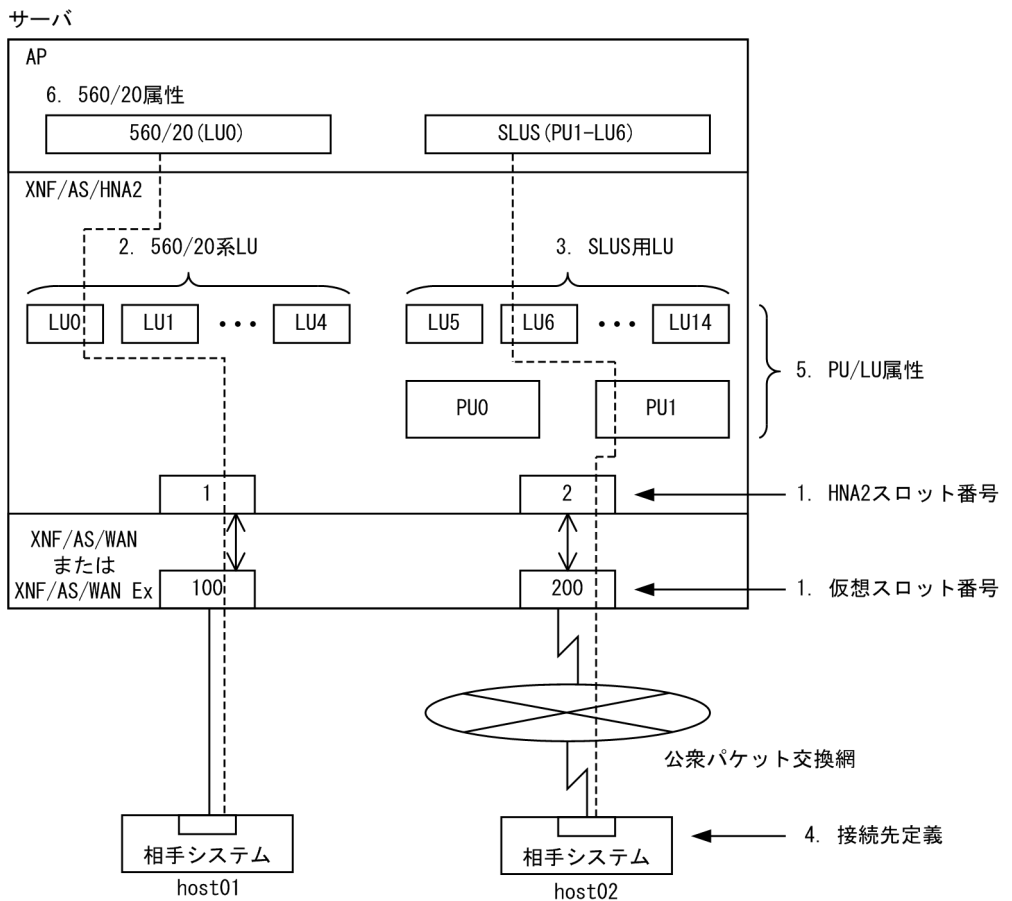 サーバ
AP
6. 560/20属性
560/20(LU0)
SLUS(PU1-LU6)
XNF/AS/HNA2
2. 560/20系LU
3. SLUS用LU
LU0
LU1
･･･
LU4
LU5
LU6
･･･
LU14
5. PU/LU属性
PU0
PU1
1
2
1. HNA2スロット番号
XNF/AS/WAN
または
XNF/AS/WAN Ex
100
200
1. 仮想スロット番号
公衆パケット交換網
相手システム
host01
相手システム
host02
4. 接続先定義